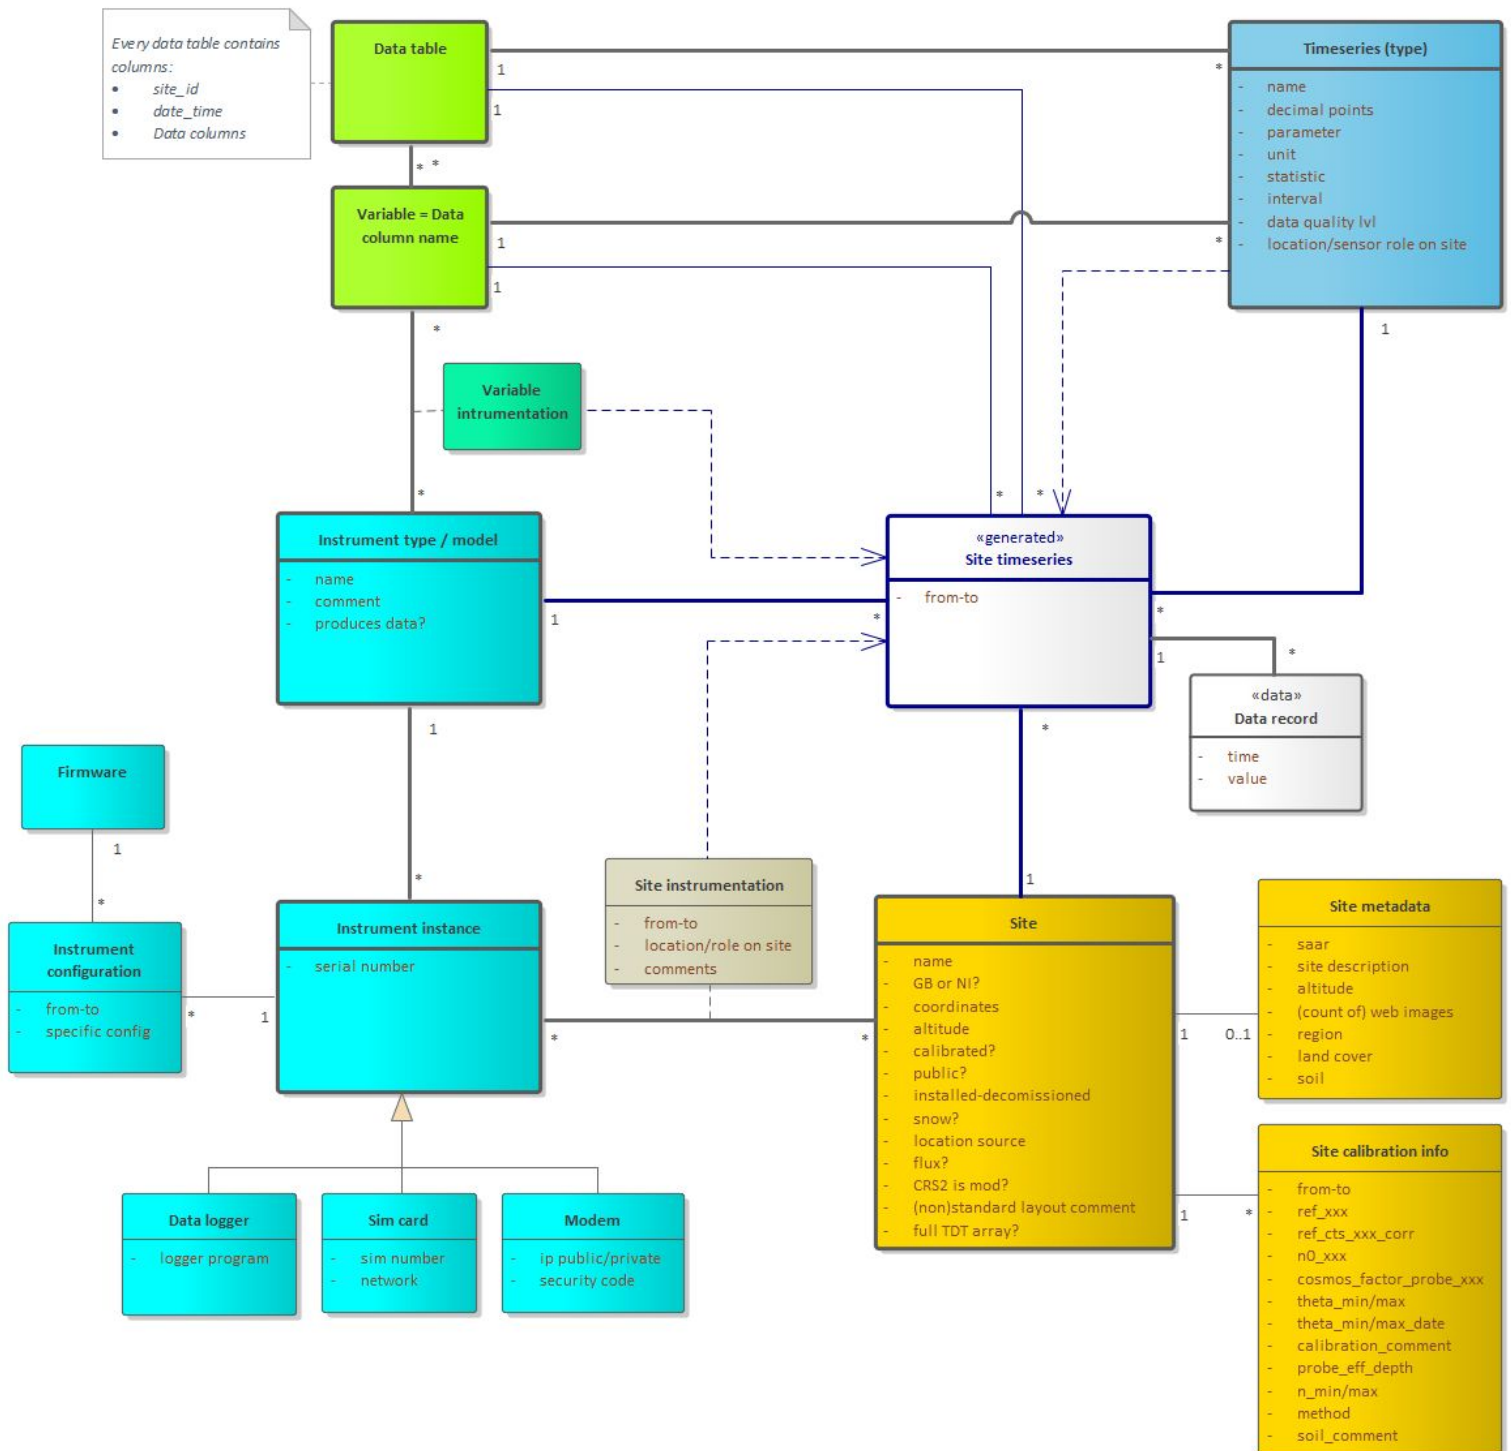 Every data table contains
columns:
• site_id
• date_time
• Data columns
Data table
1
1
*
Timeseries (type)
- name
- decimal points
- parameter
- unit
- statistic
- interval
- data quality lvl
- location/sensor role on site
* *
Variable = Data
column name
1
1
*
1
*
Variable
intrumentation
*
* *
Instrument type / model
- name
- comment
- produces data?
1
*
«generated»
Site timeseries
- from-to
*
1
*
«data»
Data record
- time
- value
1
*
Firmware
1
*
*
1
Instrument
configuration
- from-to
- specific config
*
1
Instrument instance
- serial number
*
*
Site instrumentation
- from-to
- location/role on site
- comments
Site
- name
- GB or NI?
- coordinates
- altitude
- calibrated?
- public?
- installed-decomissioned
- snow?
- location source
- flux?
- CRS2 is mod?
- (non)standard layout comment
- full TDT array?
1
0..1
1
*
Site metadata
- saar
- site description
- altitude
- (count of) web images
- region
- land cover
- soil
Data logger
- logger program
Sim card
- sim number
- network
Modem
- ip public/private
- security code
Site calibration info
- from-to
- ref_xxx
- ref_cts_xxx_corr
- n0_xxx
- cosmos_factor_probe_xxx
- theta_min/max
- theta_min/max_date
- calibration_comment
- probe_eff_depth
- n_min/max
- method
- soil_comment